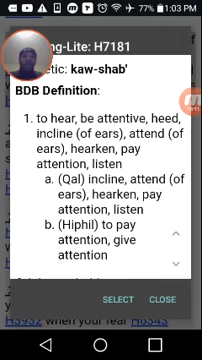 77% 1:03 PM
ng-Lite: H7181
etic: kaw-shab'
BDB Definition:
1. to hear, be attentive, heed,
incline (of ears), attend (of
ears), hearken, pay
attention, listen
a. (Qal) incline, attend (of
ears), hearken, pay
attention, listen
b. (Hiphil) to pay
attention, give
attention
SELECT CLOSE
H3932 when your fear H6343